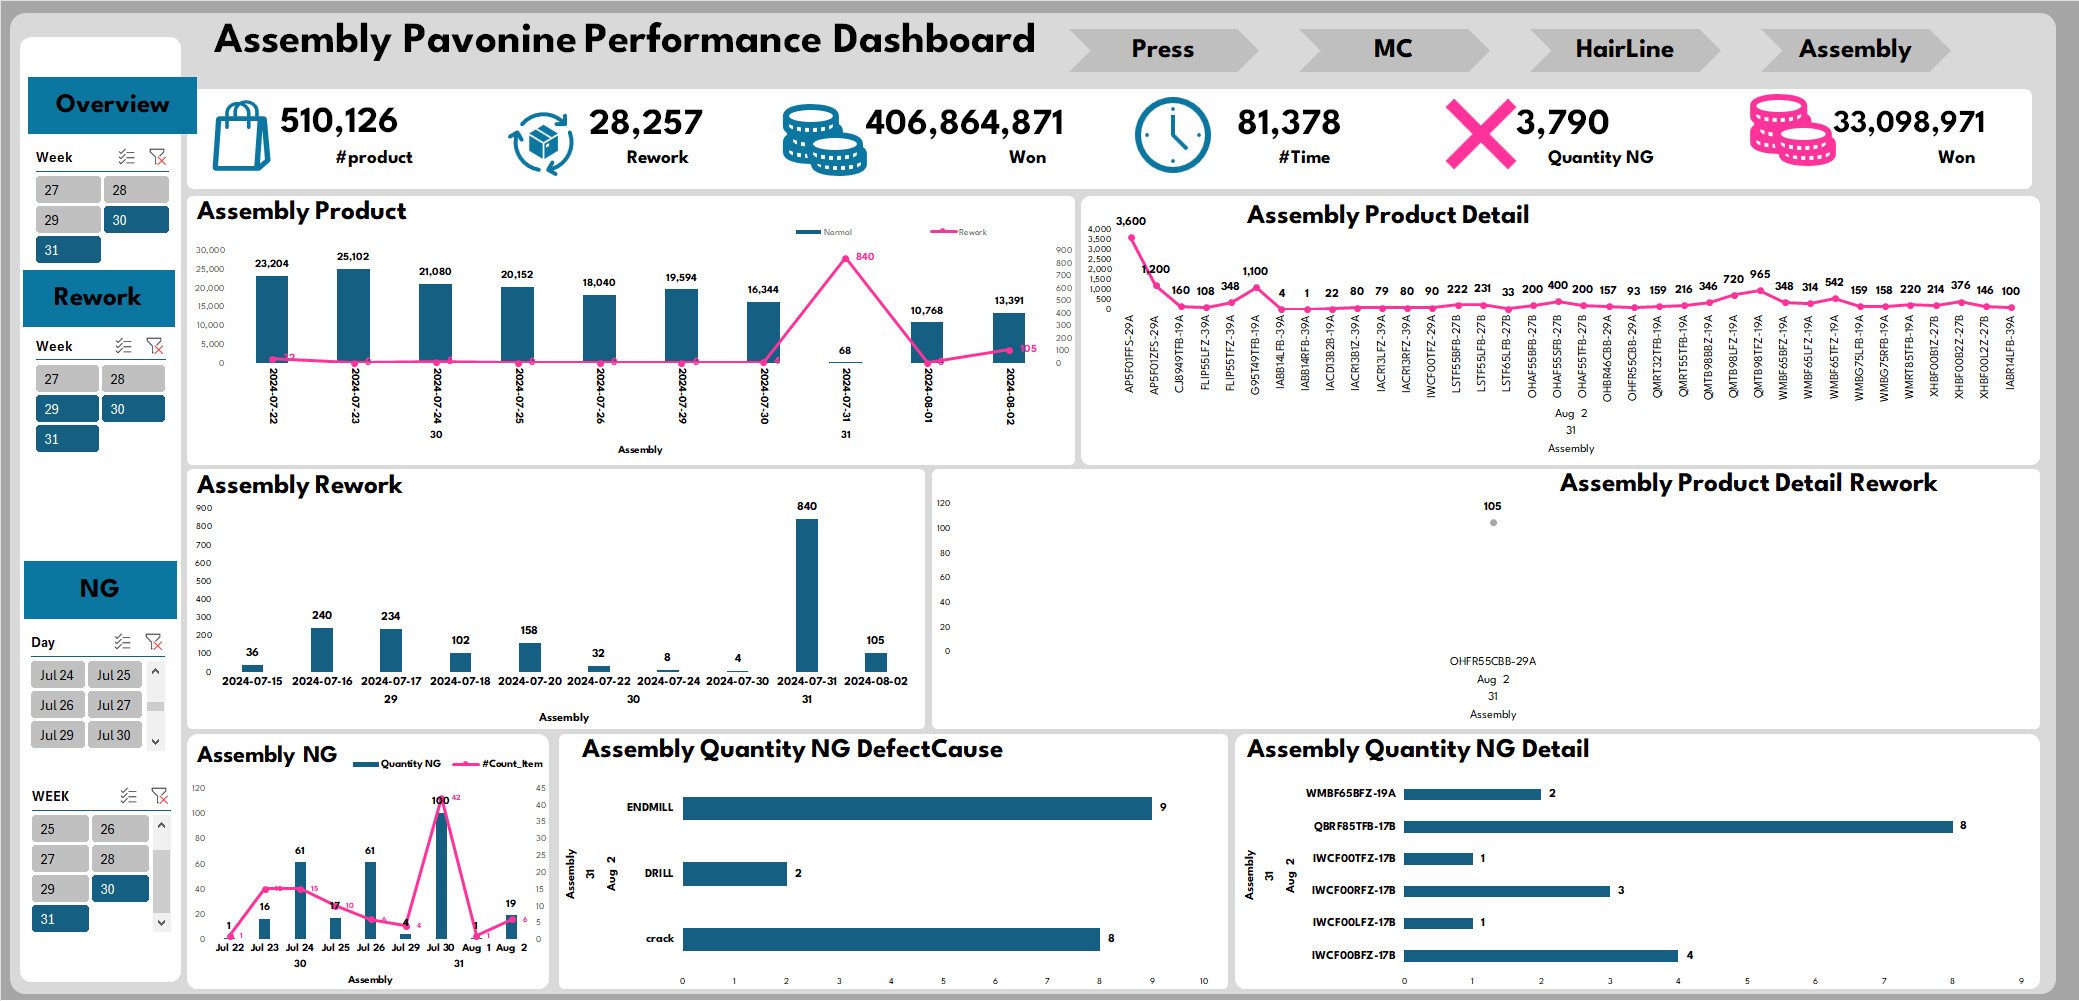 Assembly Pavonine Performance Dashboard
Press
MC
HairLine
Assembly
Overview
510,126
#product
28,257
Rework
406,864,871
Won
81,378
#Time
3,790
Quantity NG
33,098,971
Won
Week
27 28
29 30
31
Rework
Week
27 28
29 30
31
NG
Day
Jul 24 Jul 25
Jul 26 Jul 27
Jul 29 Jul 30
WEEK
25 26
27 28
29 30
31
Assembly Product
Normal Rework
30,000
25,000
20,000
15,000
10,000
5,000
0
900
800
700
600
500
400
300
200
100
0
23,204 25,102 21,080 20,152 18,040 19,594 16,344 68 10,768 13,391
840
105
2024-07-22 2024-07-23 2024-07-24 2024-07-25 2024-07-26 2024-07-29 2024-07-30 2024-07-31 2024-08-01 2024-08-02
30 31
Assembly
Assembly Product Detail
4,000
3,500
3,000
2,500
2,000
1,500
1,000
500
0
3,600 1,200 160 108 348 1,100 4 1 22 80 79 80 90 222 231 33 200 400 200 157 93 159 216 346 720 965 348 314 542 159 158 220 214 376 146 100
AP5F01FFS-29A
AP5F01ZFS-29A
CJB949TFB-19A
FLIP55LFZ-39A
FLIP55TFZ-39A
G95T49TFB-19A
IABB14LFB-39A
IABB14RFB-39A
IACD13B2B-19A
IACR13B1Z-39A
IACR13LFZ-39A
IACR13RFZ-39A
IWCF00TFZ-29A
LSTF55BFB-27B
LSTF55LFB-27B
LSTF65LFB-27B
OHAF55BFB-27B
OHAF55SFB-27B
OHAF55TFB-27B
OHBR46CBB-29A
OHFR55CBB-29A
QMRT32TFB-19A
QMRT55TFB-19A
QMTB98BBZ-19A
QMTB98LFZ-19A
QMTB98TFZ-19A
WMBF65BFZ-19A
WMBF65LFZ-19A
WMBF65TFZ-19A
WMBG75LFB-19A
WMBG75RFB-19A
WMRT85TFB-19A
XHBF00B1Z-27B
XHBF00B2Z-27B
XHBF00L2Z-27B
IABR14LFB-39A
Aug 2
31
Assembly
Assembly Rework
900
800
700
600
500
400
300
200
100
0
36 240 234 102 158 32 8 4 840 105
2024-07-15 2024-07-16 2024-07-17 2024-07-18 2024-07-20 2024-07-22 2024-07-24 2024-07-30 2024-07-31 2024-08-02
29 30 31
Assembly
Assembly Product Detail Rework
120
100
80
60
40
20
0
105
OHFR55CBB-29A
Aug 2
31
Assembly
Assembly NG
Quantity NG #Count_Item
120
100
80
60
40
20
0
45
40
35
30
25
20
15
10
5
0
1 16 61 17 61 4 100 1 19
1 15 10 6 4 42 1 6
Jul 22 Jul 23 Jul 24 Jul 25 Jul 26 Jul 29 Jul 30 Aug 1 Aug 2
30 31
Assembly
Assembly Quantity NG DefectCause
Assembly
31
Aug 2
ENDMILL 9
DRILL 2
crack 8
0 1 2 3 4 5 6 7 8 9 10
Assembly Quantity NG Detail
Assembly
31
Aug 2
WMBF65BFZ-19A 2
QBRF85TFB-17B 8
IWCF00TFZ-17B 1
IWCF00RFZ-17B 3
IWCF00LFZ-17B 1
IWCF00BFZ-17B 4
0 1 2 3 4 5 6 7 8 9